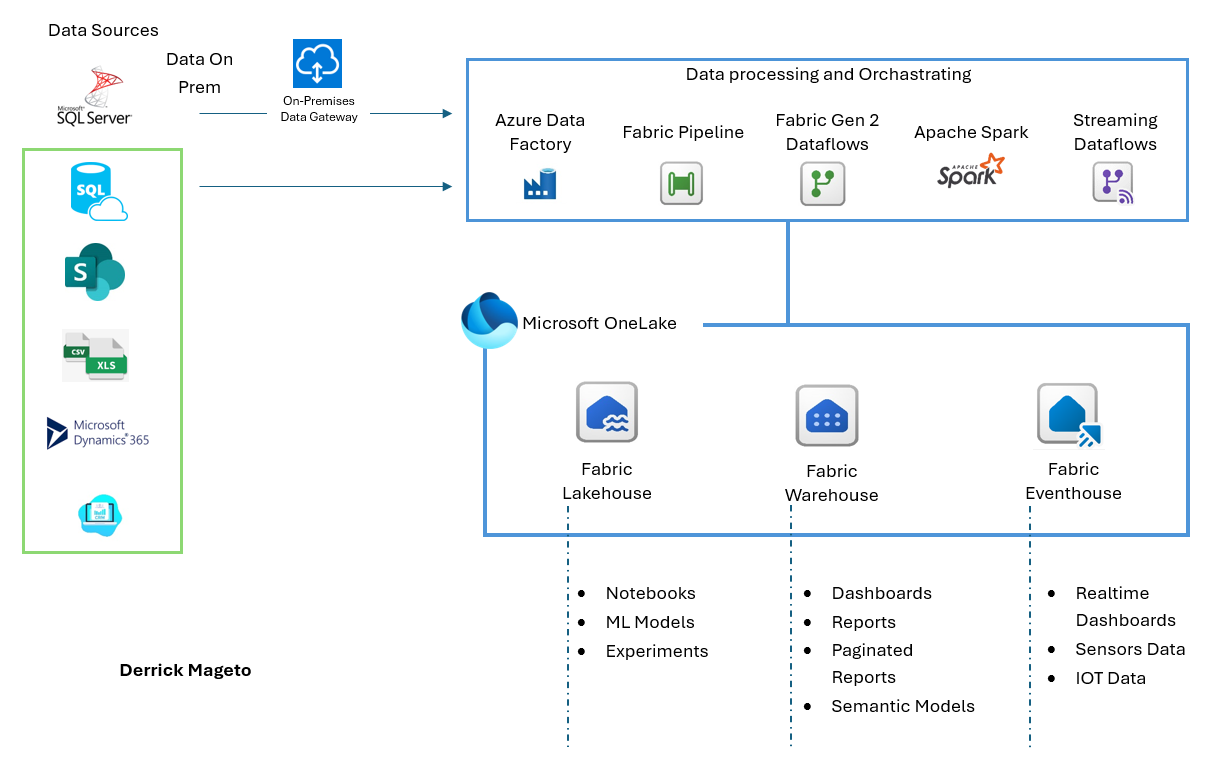 Data Sources
Data On
Prem
Microsoft®
SQL Server®
On-Premises
Data Gateway
Data processing and Orchastrating
Azure Data
Factory
Fabric Pipeline
Fabric Gen 2
Dataflows
Apache Spark
APACHE
Spark
Streaming
Dataflows
SQL
S
CSV
XLS
Microsoft
Dynamics® 365
Microsoft OneLake
Fabric
Lakehouse
Fabric
Warehouse
Fabric
Eventhouse
• Notebooks
• ML Models
• Experiments
• Dashboards
• Reports
• Paginated
Reports
• Semantic Models
• Realtime
Dashboards
• Sensors Data
• IOT Data
Derrick Mageto